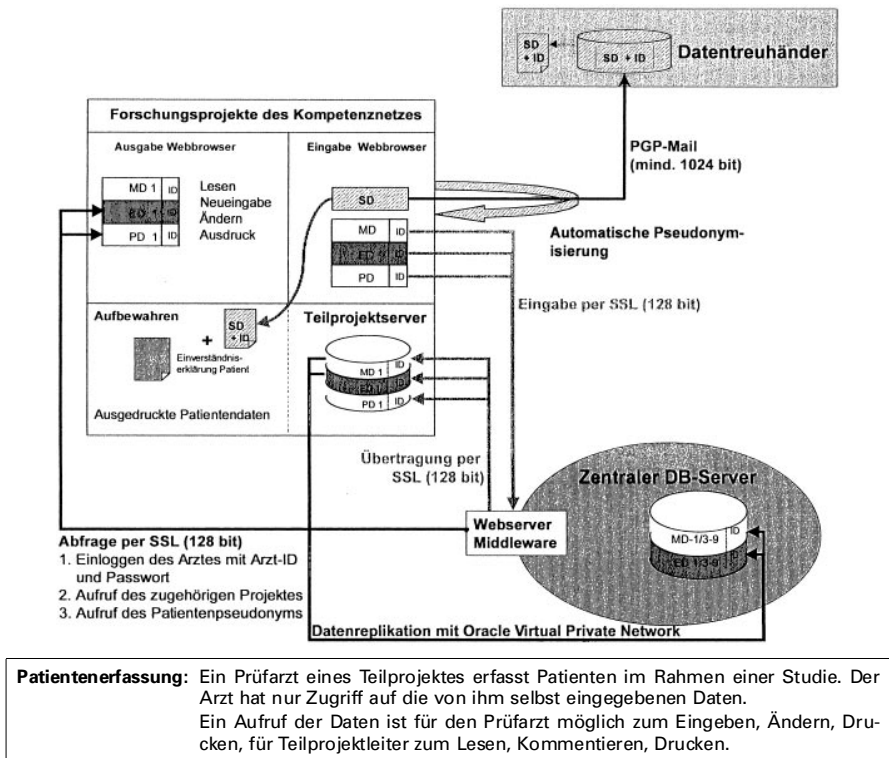 SD
+ ID
SD + ID
Datentreuhänder
Forschungsprojekte des Kompetenznetzes
PGP-Mail
(mind. 1024 bit)
Ausgabe Webbrowser
Eingabe Webbrowser
MD 1 ID
PD 1 ID
Lesen
Neueingabe
Ändern
Ausdruck
SD
MD ID
PD ID
Automatische Pseudonym-
isierung
Eingabe per SSL (128 bit)
Aufbewahren
+
SD
+ ID
Einverständnis-
erklärung Patient
Ausgedruckte Patientendaten
Teilprojektserver
ID
MD 1
ID
PD 1 ID
Übertragung per
SSL (128 bit)
Zentraler DB-Server
Webserver
Middleware
ID
MD-1/3-9
ID
ED 1/3-9
Abfrage per SSL (128 bit)
1. Einloggen des Arztes mit Arzt-ID
und Passwort
2. Aufruf des zugehörigen Projektes
3. Aufruf des Patientenpseudonyms
Datenreplikation mit Oracle Virtual Private Network
Patientenerfassung: Ein Prüfarzt eines Teilprojektes erfasst Patienten im Rahmen einer Studie. Der
Arzt hat nur Zugriff auf die von ihm selbst eingegebenen Daten.
Ein Aufruf der Daten ist für den Prüfarzt möglich zum Eingeben, Ändern, Dru-
cken, für Teilprojektleiter zum Lesen, Kommentieren, Drucken.